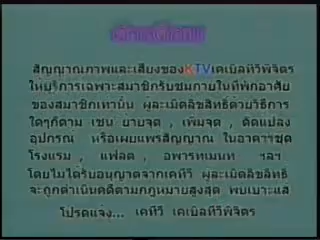 สัญญาณภาพและเสียงของKTVเคเบิลทีวีพิจิตร
ให้บริการเฉพาะสมาชิกรับชมภายในที่พักอาศัย
ของสมาชิกเท่านั้น ผู้ละเมิดลิขสิทธิ์ด้วยวิธีการ
ใดๆก็ตาม เช่น ย้ายจุด , เพิ่มจุด , ดัดแปลง
อุปกรณ์ หรือเผยแพร่สัญญาณ ในอาคารชุด
โรงแรม , แฟลต , อพารทเมนท ฯลฯ
โดยไม่ได้รับอนุญาตจากเคทีวี ผู้ละเมิดลิขสิทธิ์
จะถูกดำเนินคดีตามกฎหมายสูงสุด พบเบาะแส
โปรดแจ้ง... เคทีวี เคเบิลทีวีพิจิตร